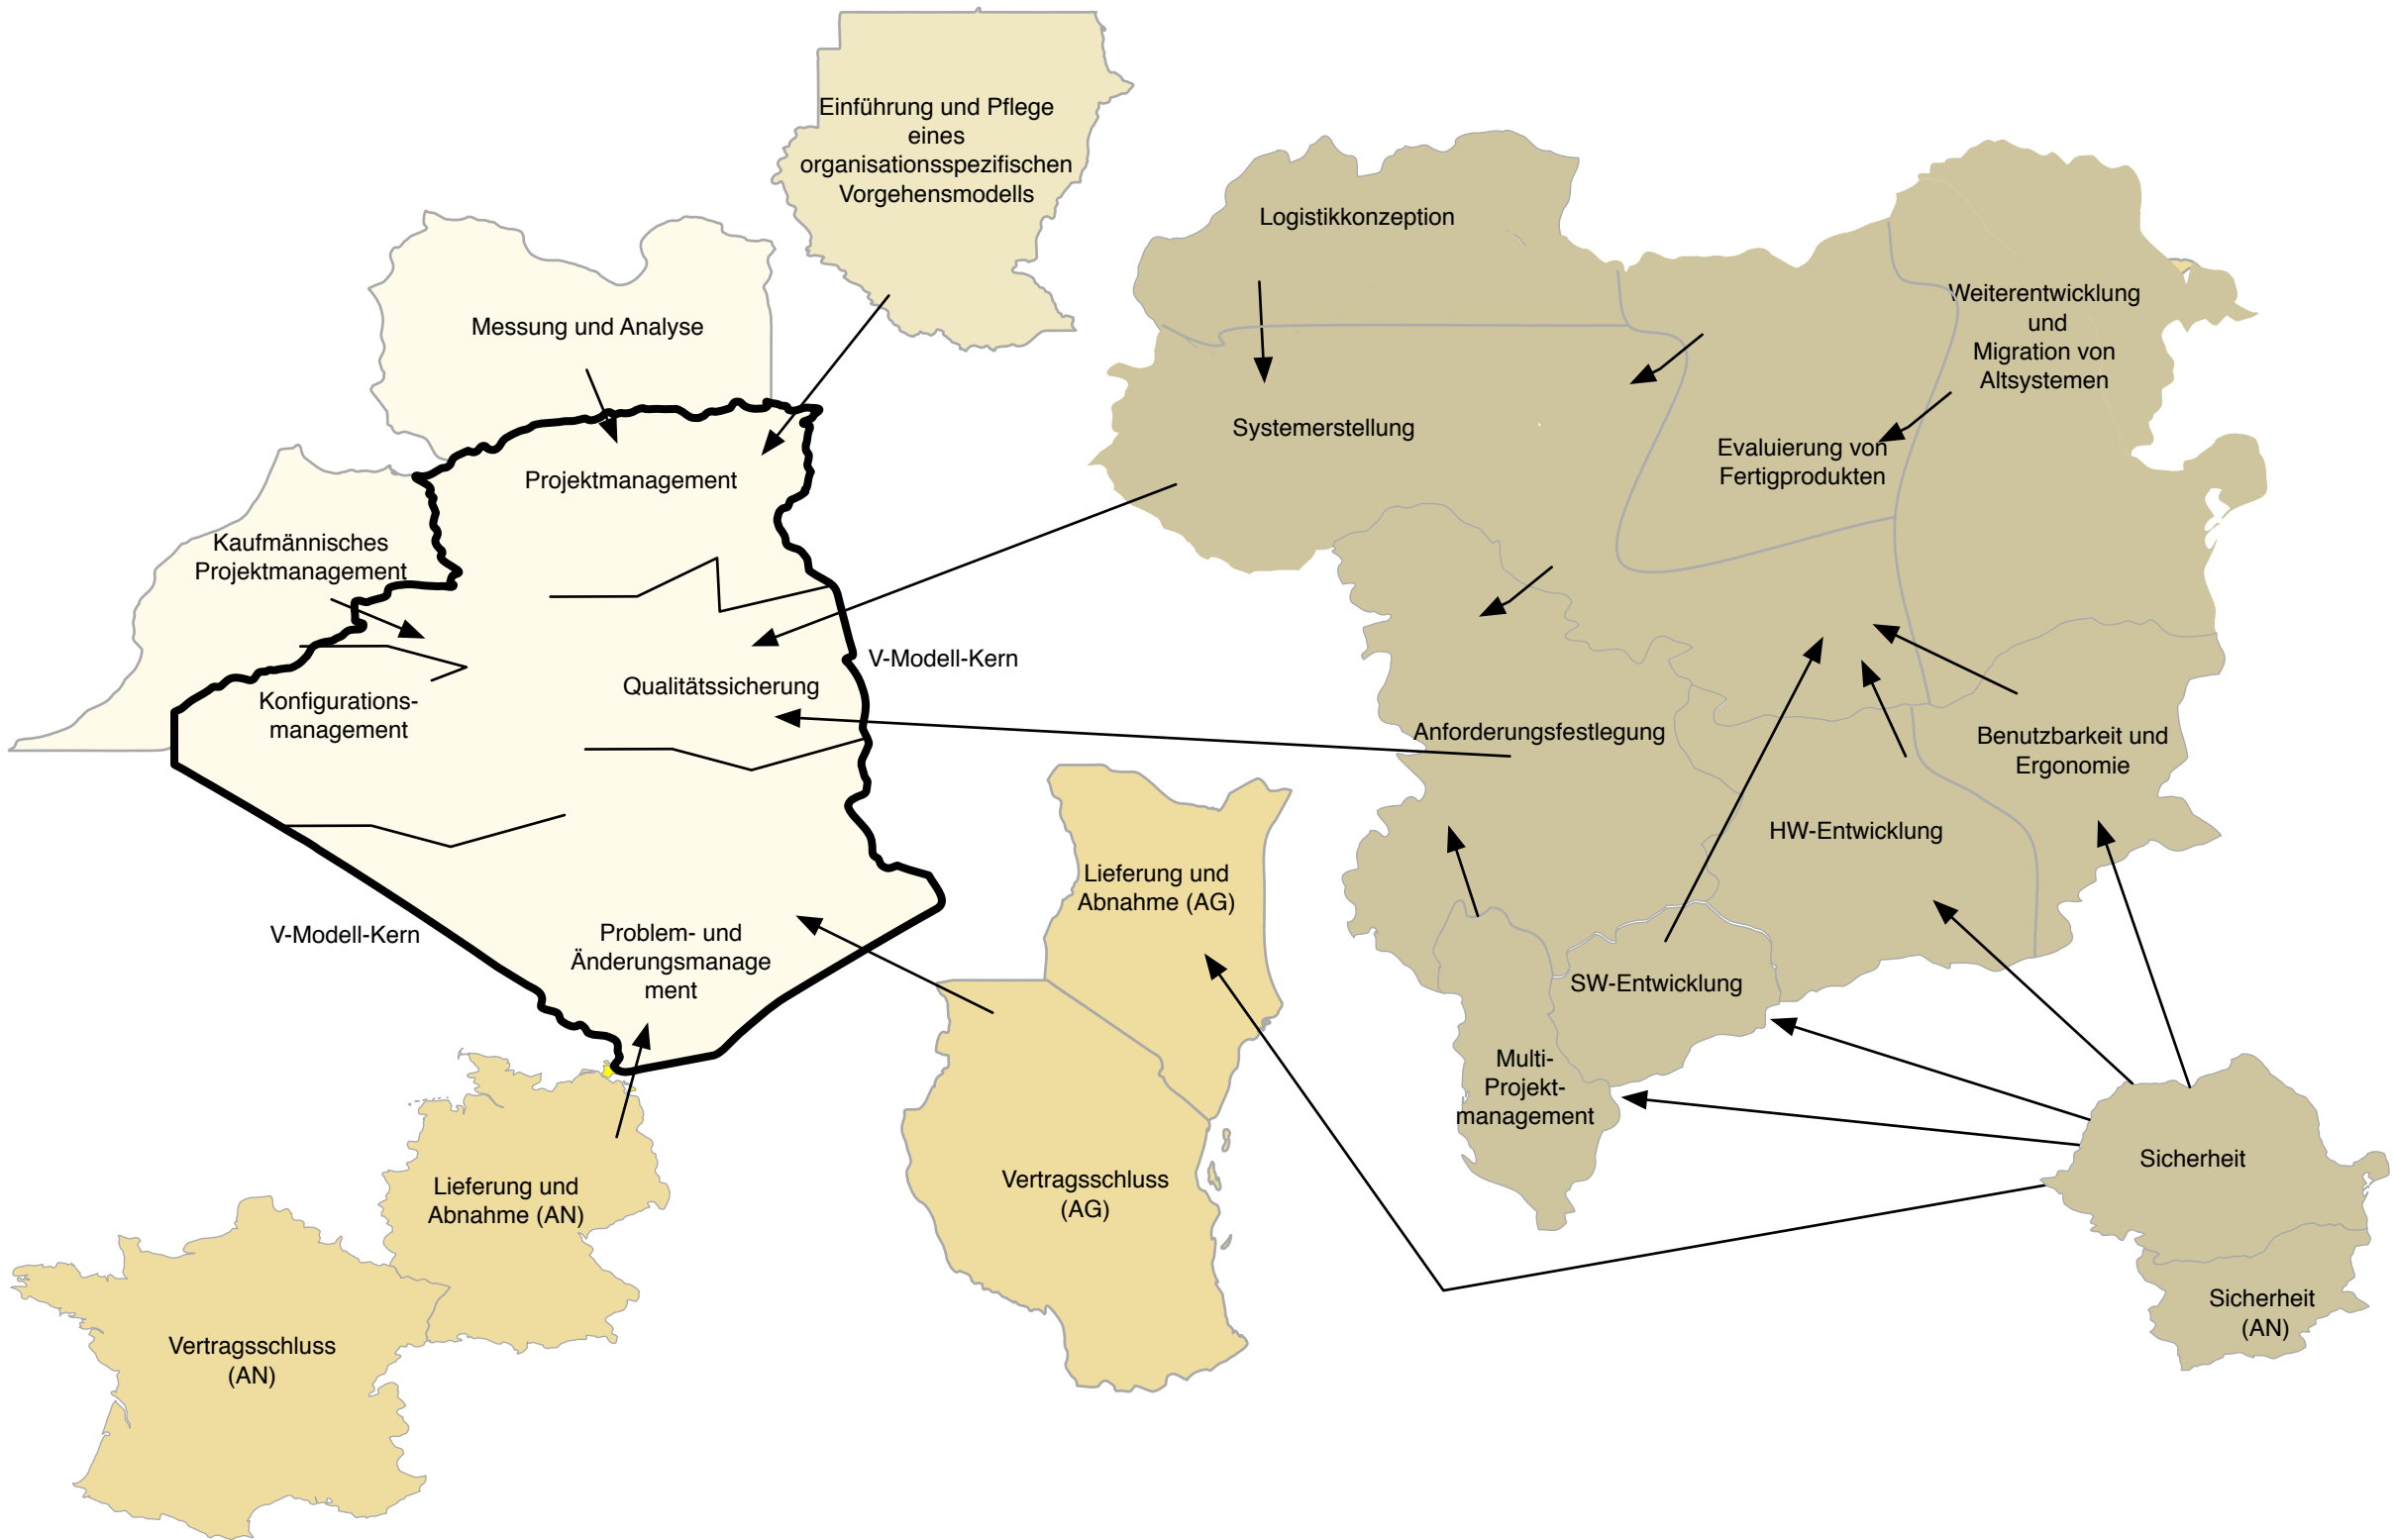 Einführung und Pflege
eines
organisationsspezifischen
Vorgehensmodells
Logistikkonzeption
Messung und Analyse
Weiterentwicklung
und
Migration von
Altsystemen
Systemerstellung
Evaluierung von
Fertigprodukten
Projektmanagement
Kaufmännisches
Projektmanagement
V-Modell-Kern
Qualitätssicherung
Konfigurations-
management
Anforderungsfestlegung
Benutzbarkeit und
Ergonomie
HW-Entwicklung
Lieferung und
Abnahme (AG)
V-Modell-Kern
Problem- und
Änderungsmanage
ment
SW-Entwicklung
Multi-
Projekt-
management
Sicherheit
Lieferung und
Abnahme (AN)
Vertragsschluss
(AG)
Sicherheit
(AN)
Vertragsschluss
(AN)